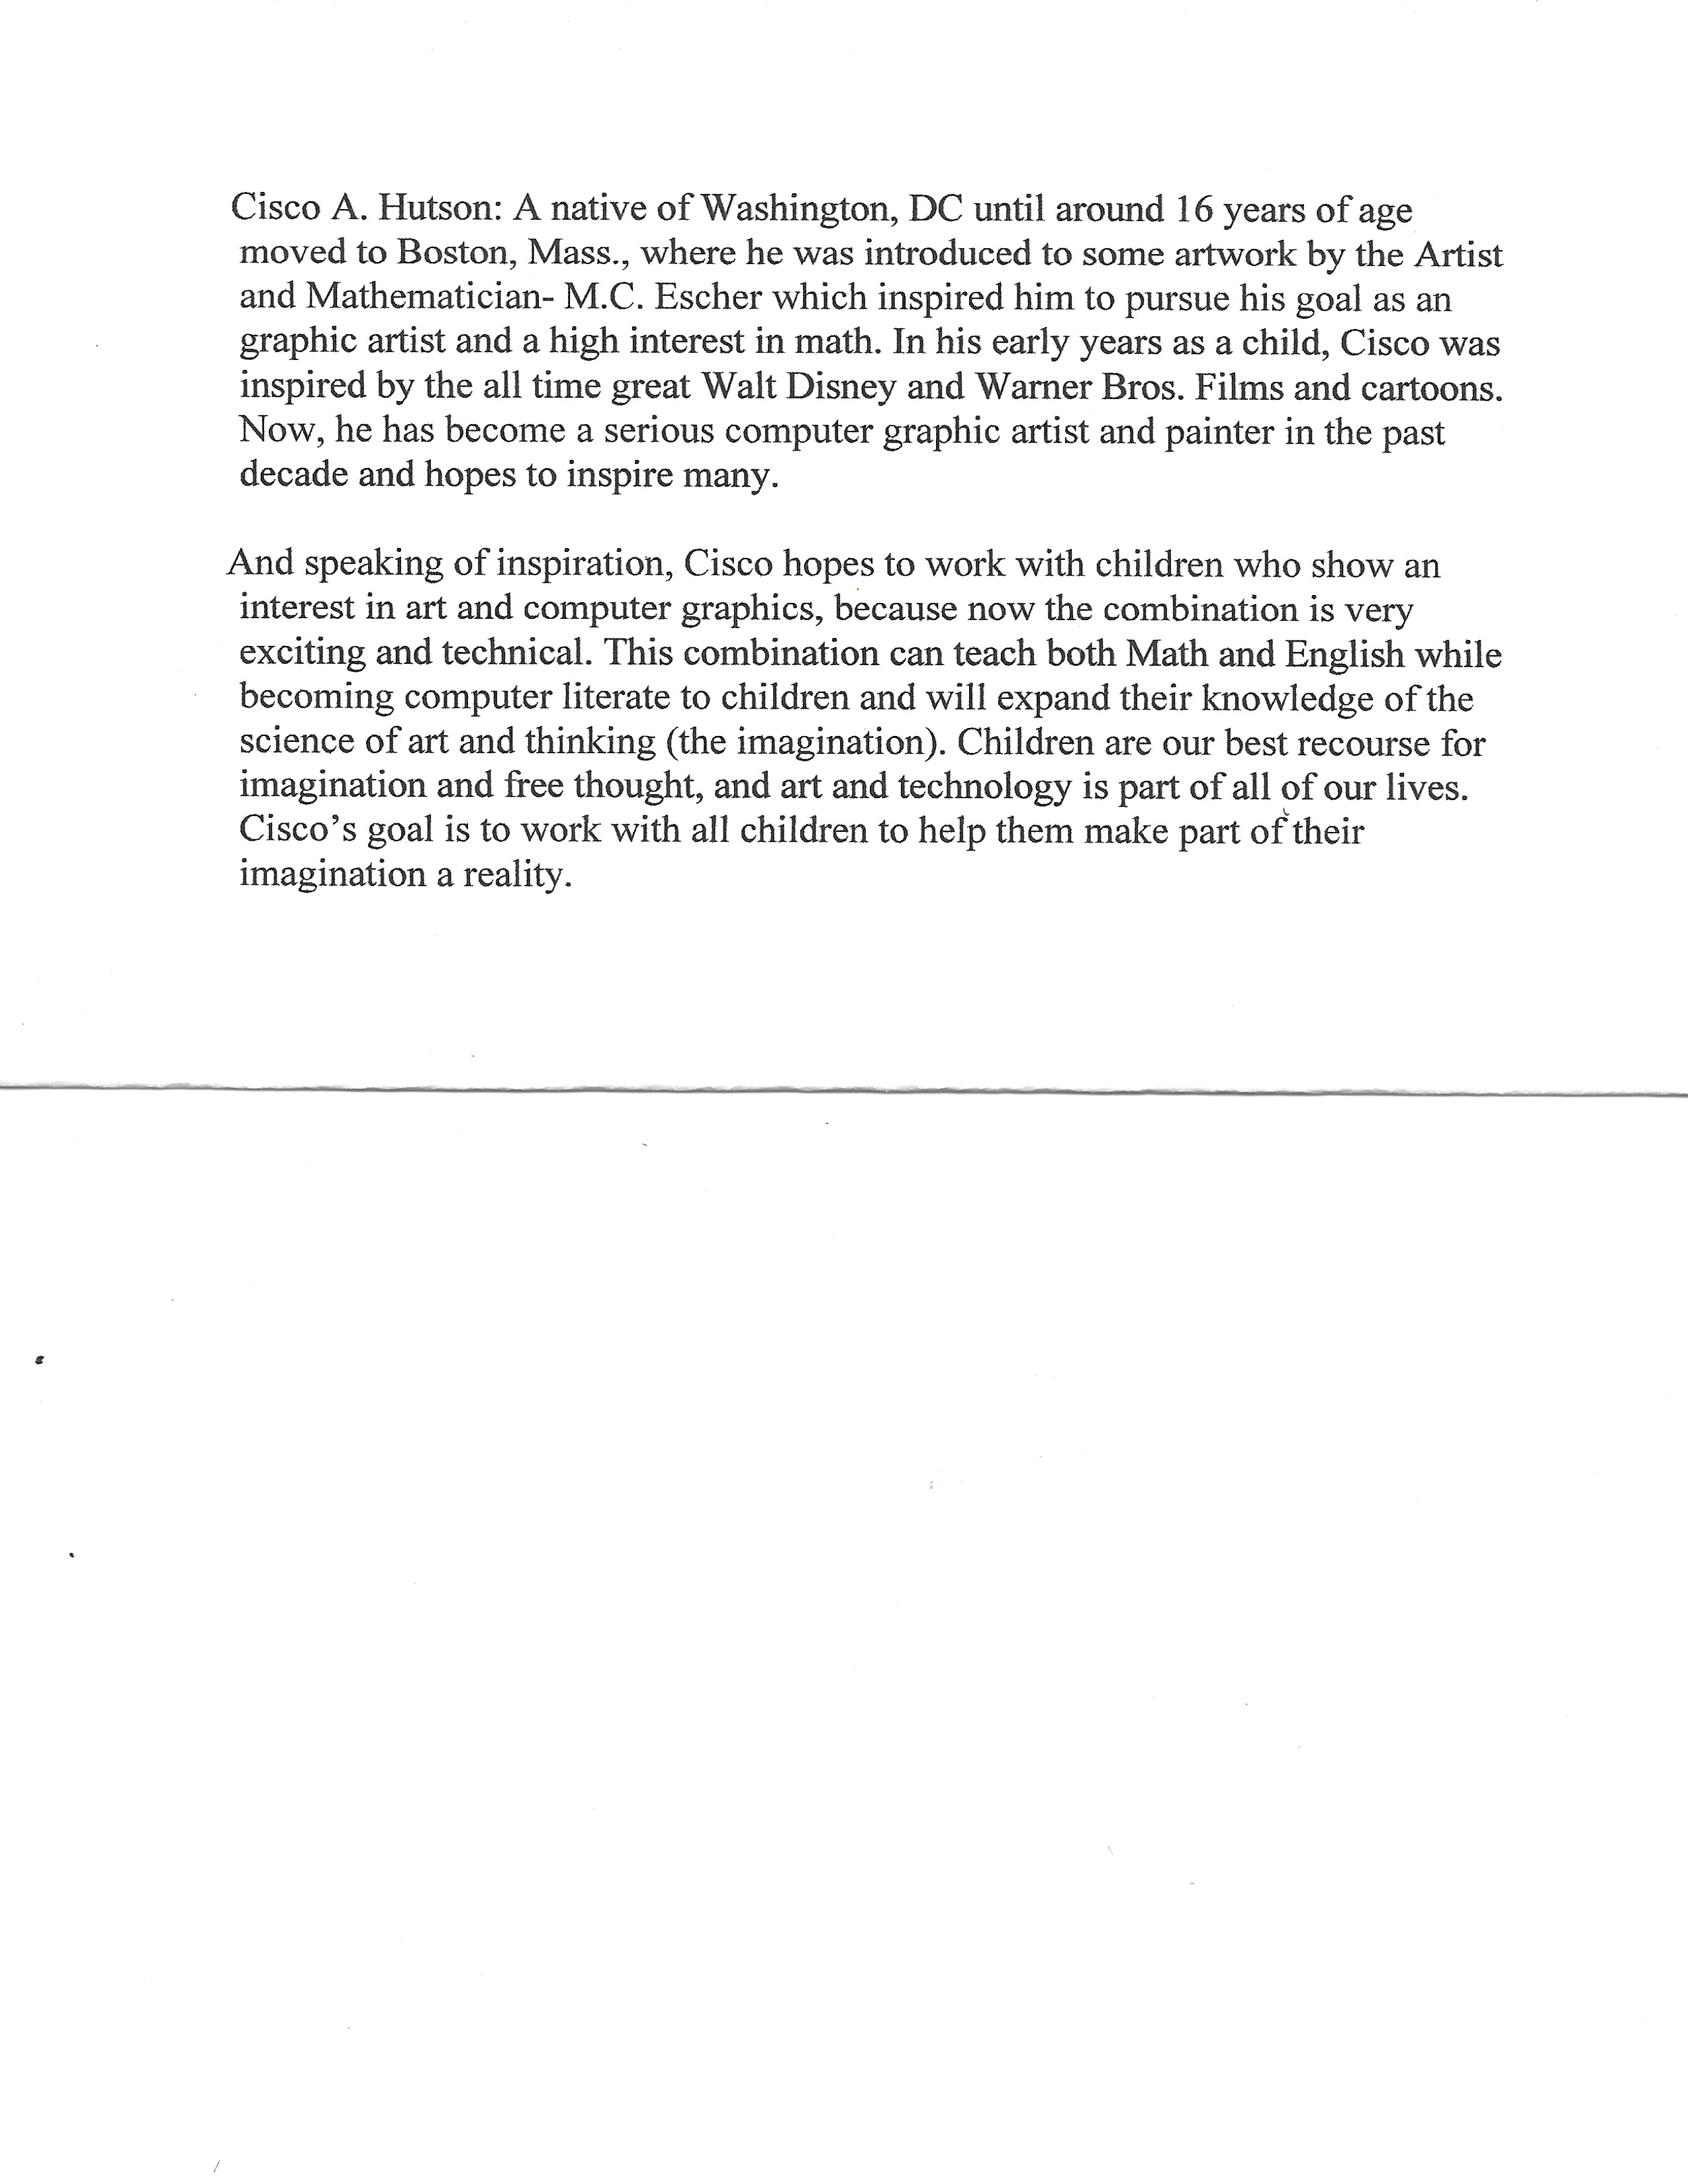 Cisco A. Hutson: A native of Washington, DC until around 16 years of age
moved to Boston, Mass., where he was introduced to some artwork by the Artist
and Mathematician- M.C. Escher which inspired him to pursue his goal as an
graphic artist and a high interest in math. In his early years as a child, Cisco was
inspired by the all time great Walt Disney and Warner Bros. Films and cartoons.
Now, he has become a serious computer graphic artist and painter in the past
decade and hopes to inspire many.
And speaking of inspiration, Cisco hopes to work with children who show an
interest in art and computer graphics, because now the combination is very
exciting and technical. This combination can teach both Math and English while
becoming computer literate to children and will expand their knowledge of the
science of art and thinking (the imagination). Children are our best recourse for
imagination and free thought, and art and technology is part of all of our lives.
Cisco’s goal is to work with all children to help them make part of their
imagination a reality.